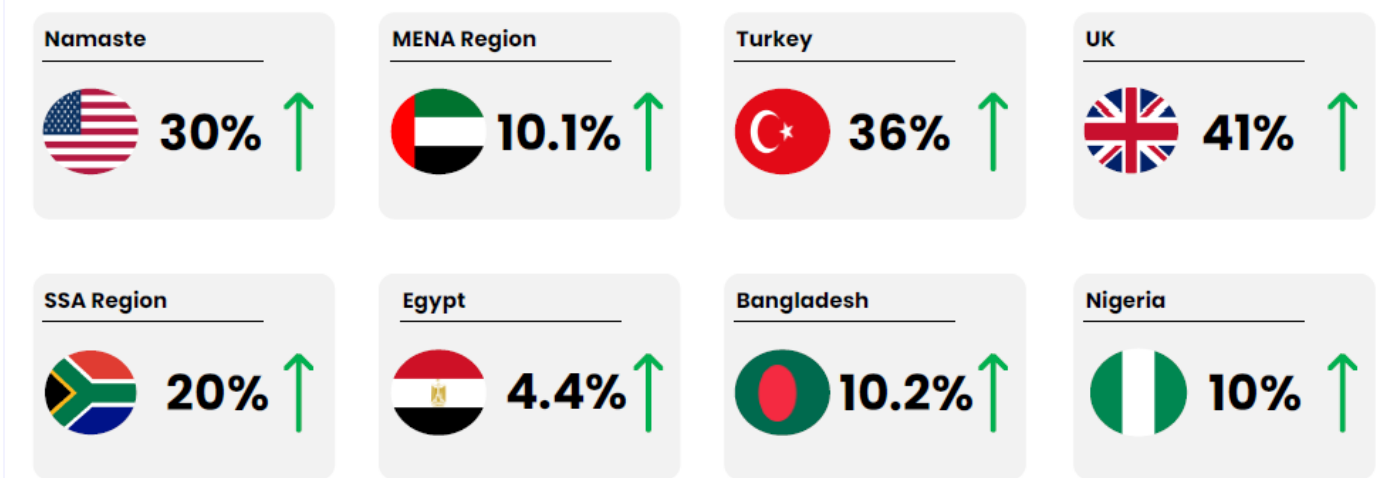 Namaste
MENA Region
Turkey
UK
30%
10.1%
36%
41%
SSA Region
Egypt
Bangladesh
Nigeria
20%
4.4%
10.2%
10%